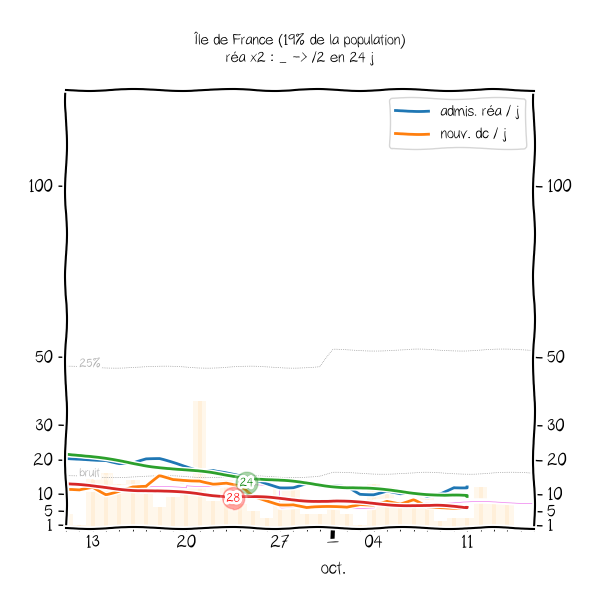 Île de France (19% de la population)
réa x2 : _ -> /2 en 24 j
admis. réa / j
nouv. dc / j
100 100
50 50
25%
30 30
20 20
bruit
24
10 10
28
5 5
1 1
13 20 27 1 04 11
oct.